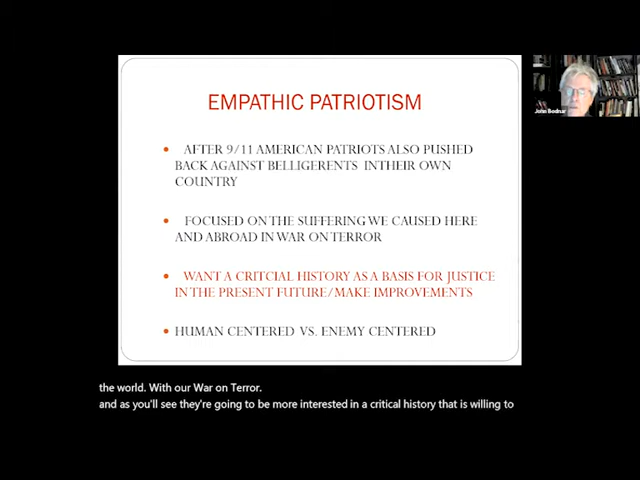 EMPATHIC PATRIOTISM
AFTER 9/11 AMERICAN PATRIOTS ALSO PUSHED
BACK AGAINST BELLIGERENTS INTHEIR OWN
COUNTRY
FOCUSED ON THE SUFFERING WE CAUSED HERE
AND ABROAD IN WAR ON TERROR
WANT A CRITCIAL HISTORY AS A BASIS FOR JUSTICE
IN THE PRESENT FUTURE/MAKE IMPROVEMENTS
HUMAN CENTERED VS. ENEMY CENTERED
John Bodnar
the world. With our War on Terror.
and as you'll see they're going to be more interested in a critical history that is willing to